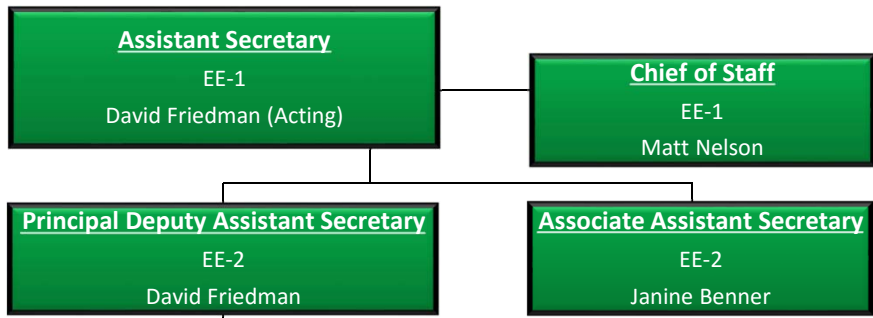 Assistant Secretary
EE-1
David Friedman (Acting)
Chief of Staff
EE-1
Matt Nelson
Principal Deputy Assistant Secretary
EE-2
David Friedman
Associate Assistant Secretary
EE-2
Janine Benner